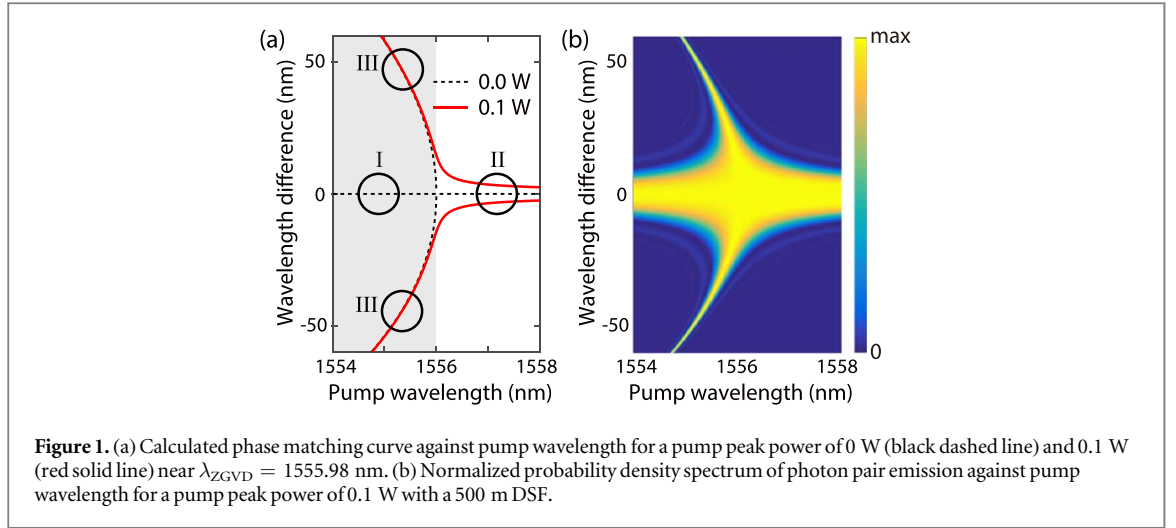 (a)
Wavelength difference (nm)
50
0
-50
III
I
II
III
0.0 W
0.1 W
1554
1556
1558
Pump wavelength (nm)
(b)
Wavelength difference (nm)
50
0
-50
1554
1556
1558
Pump wavelength (nm)
max
0
Figure 1. (a) Calculated phase matching curve against pump wavelength for a pump peak power of 0 W (black dashed line) and 0.1 W
(red solid line) near λZGVD = 1555.98 nm. (b) Normalized probability density spectrum of photon pair emission against pump
wavelength for a pump peak power of 0.1 W with a 500 m DSF.